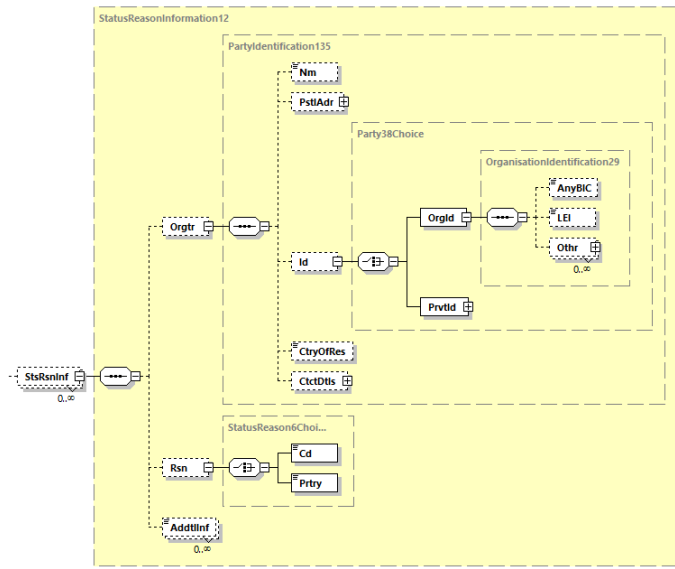 StatusReasonInformation12
PartyIdentification135
Nm
PstlAdr
Party38Choice
OrganisationIdentification29
AnyBIC
LEI
Othr
0..∞
OrgId
Orgtr
Id
PrvtId
CtryOfRes
CtctDtls
StsRsnInf
0..∞
StatusReason6Choi...
Cd
Rsn
Prtry
AddtlInf
0..∞